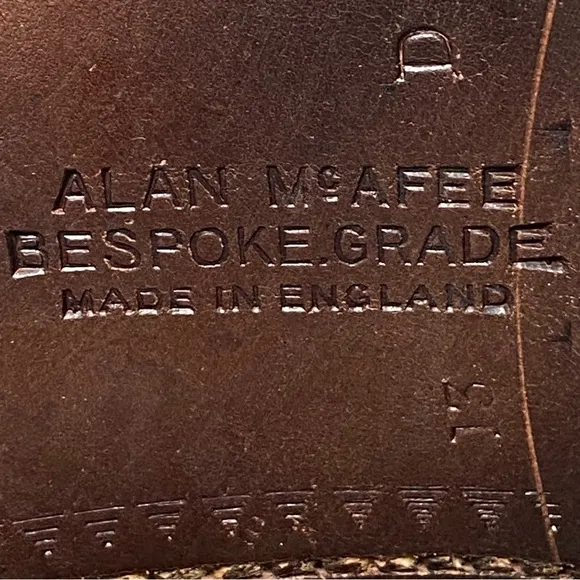 D
ALAN McAFEE
BESPOKE.GRADE
MADE IN ENGLAND
13